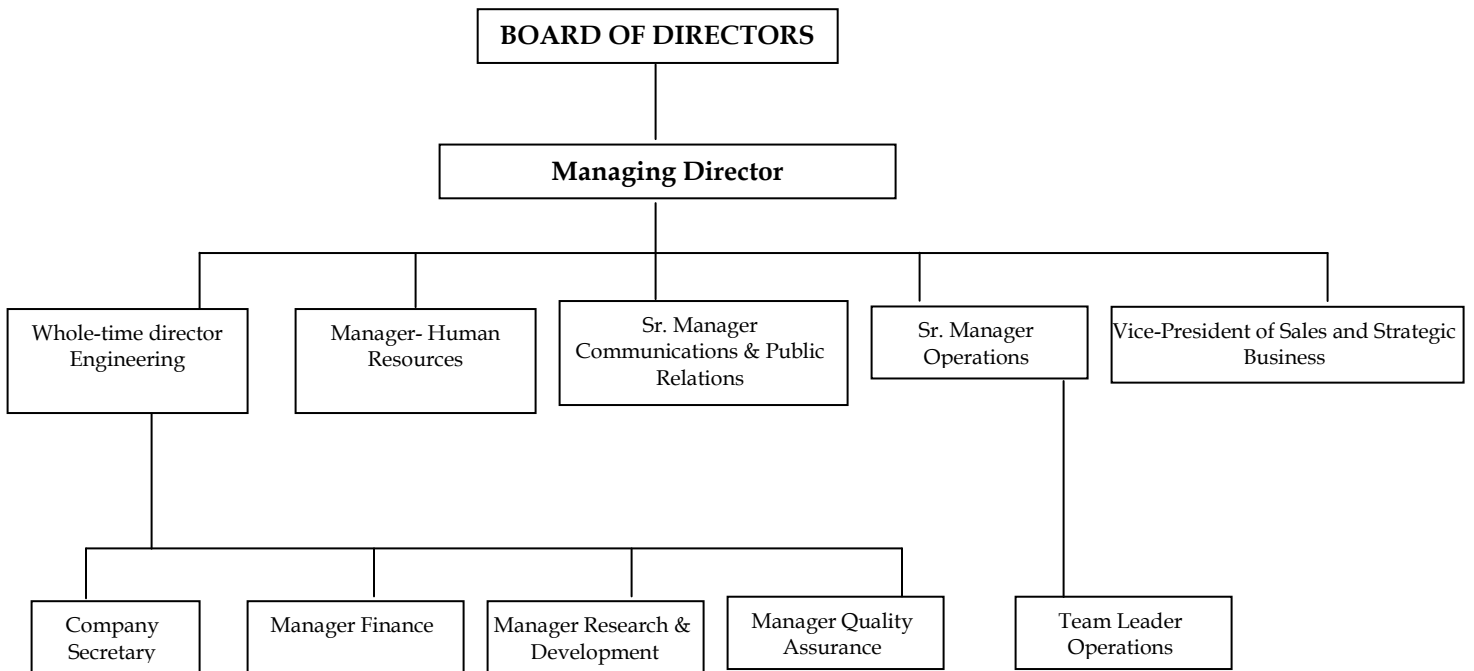 BOARD OF DIRECTORS
Managing Director
Whole-time director
Engineering
Manager- Human
Resources
Sr. Manager
Communications & Public
Relations
Sr. Manager
Operations
Vice-President of Sales and Strategic
Business
Company
Secretary
Manager Finance
Manager Research &
Development
Manager Quality
Assurance
Team Leader
Operations